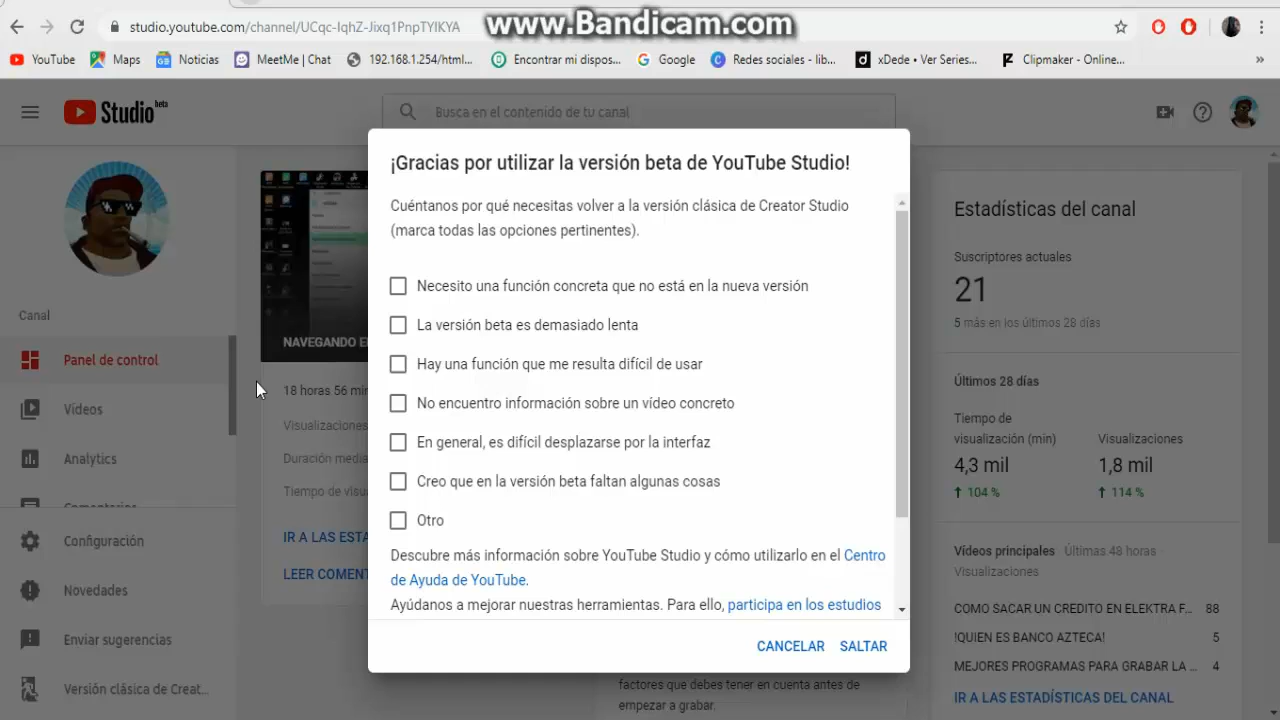 www.Bandicam.com
studio.youtube.com/channel/UCqc-IqhZ-Jixq1PnpTYlKYA
YouTube Maps Noticias MeetMe | Chat 192.168.1.254/html... Encontrar mi dispos... Google Redes sociales - lib... xDede • Ver Series... Clipmaker - Online... »
Studio beta
Busca en el contenido de tu canal
Canal
Panel de control
Vídeos
Analytics
Comentarios
Configuración
Novedades
Enviar sugerencias
Versión clásica de Creat...
NAVEGANDO E
18 horas 56 mi
Visualizaciones
Duración media
Tiempo de visu
IR A LAS ESTA
LEER COMENT
¡Gracias por utilizar la versión beta de YouTube Studio!
Cuéntanos por qué necesitas volver a la versión clásica de Creator Studio
(marca todas las opciones pertinentes).
Necesito una función concreta que no está en la nueva versión
La versión beta es demasiado lenta
Hay una función que me resulta difícil de usar
No encuentro información sobre un vídeo concreto
En general, es difícil desplazarse por la interfaz
Creo que en la versión beta faltan algunas cosas
Otro
Descubre más información sobre YouTube Studio y cómo utilizarlo en el Centro
de Ayuda de YouTube.
Ayúdanos a mejorar nuestras herramientas. Para ello, participa en los estudios
CANCELAR SALTAR
factores que debes tener en cuenta antes de
empezar a grabar.
Estadísticas del canal
Suscriptores actuales
21
5 más en los últimos 28 días
Últimos 28 días
Tiempo de
visualización (min) Visualizaciones
4,3 mil 1,8 mil
104 % 114 %
Vídeos principales · Últimas 48 horas ·
Visualizaciones
COMO SACAR UN CREDITO EN ELEKTRA F... 88
!QUIEN ES BANCO AZTECA! 5
MEJORES PROGRAMAS PARA GRABAR LA ... 4
IR A LAS ESTADÍSTICAS DEL CANAL